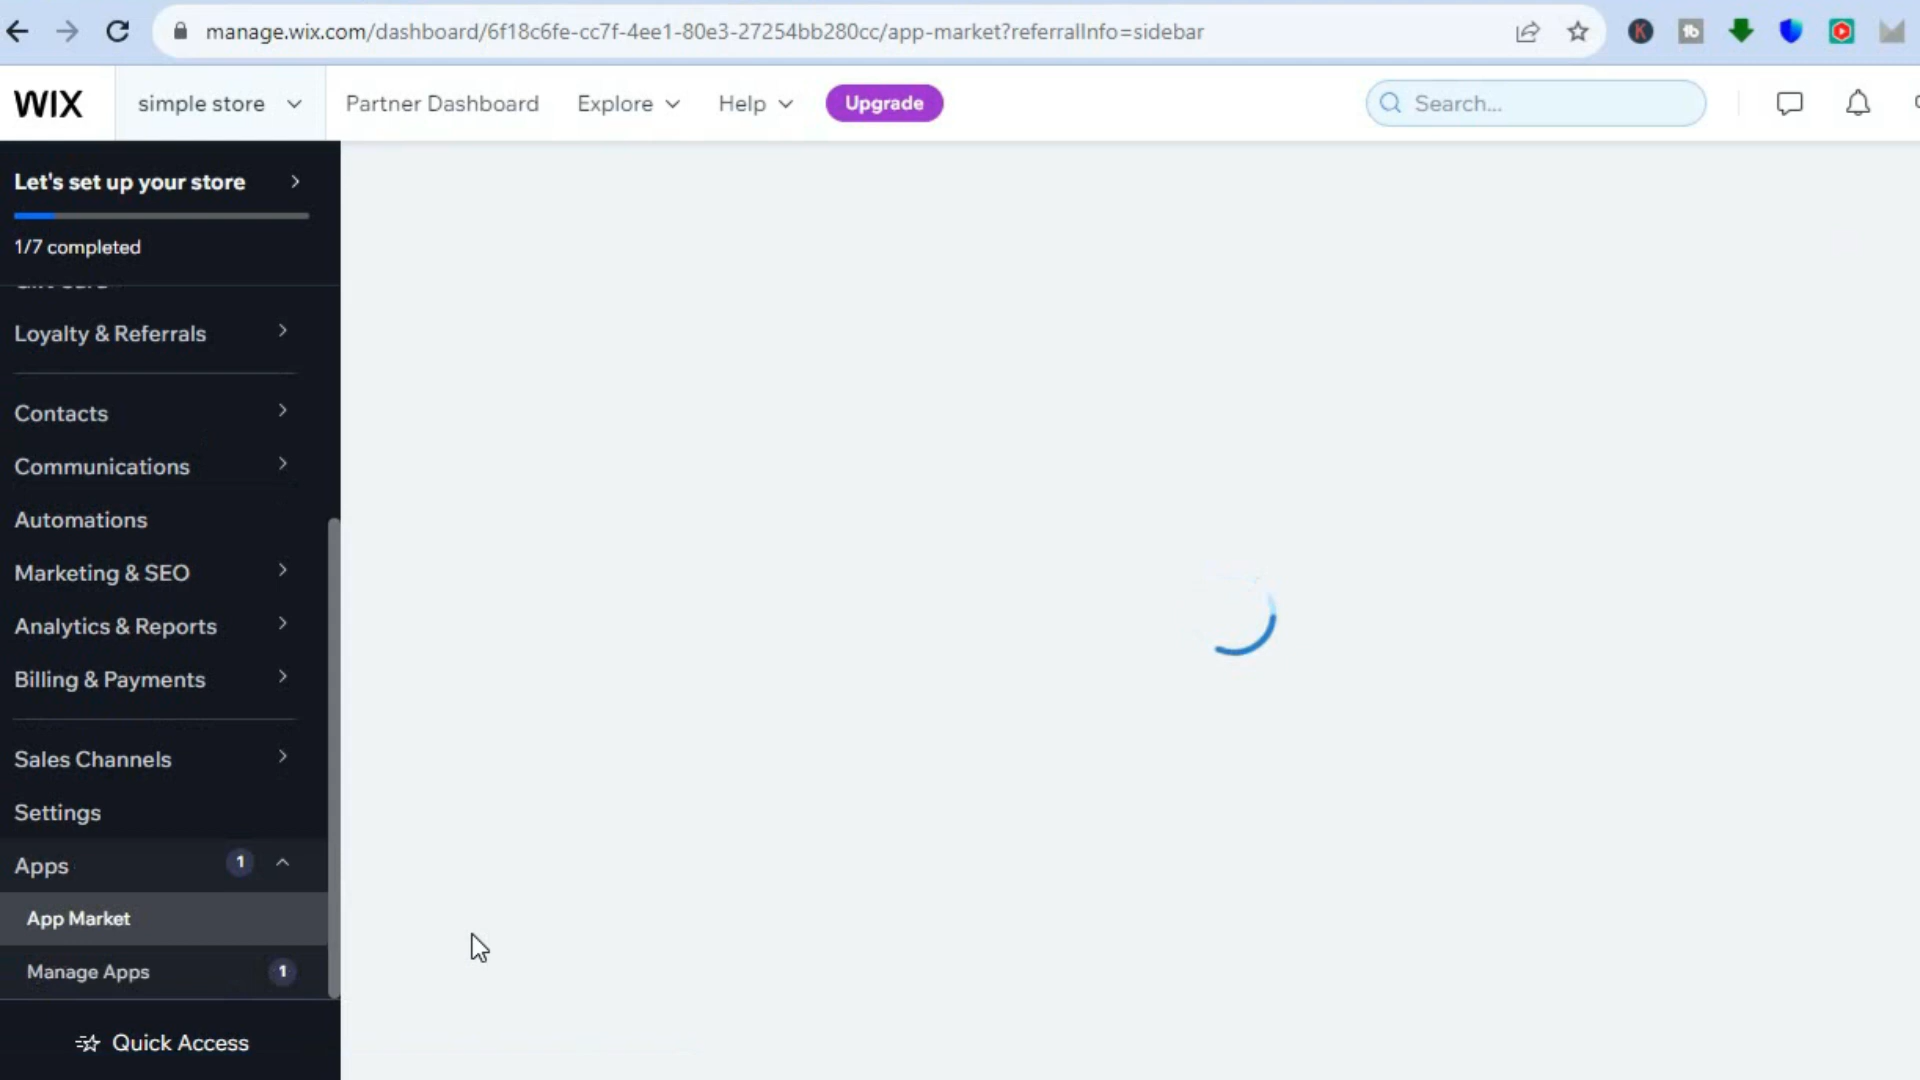 manage.wix.com/dashboard/6f18c6fe-cc7f-4ee1-80e3-27254bb280cc/app-market?referralInfo=sidebar
WIX
simple store
Partner Dashboard
Explore
Help
Upgrade
Search...
Let's set up your store
1/7 completed
Loyalty & Referrals
Contacts
Communications
Automations
Marketing & SEO
Analytics & Reports
Billing & Payments
Sales Channels
Settings
Apps 1
App Market
Manage Apps 1
Quick Access